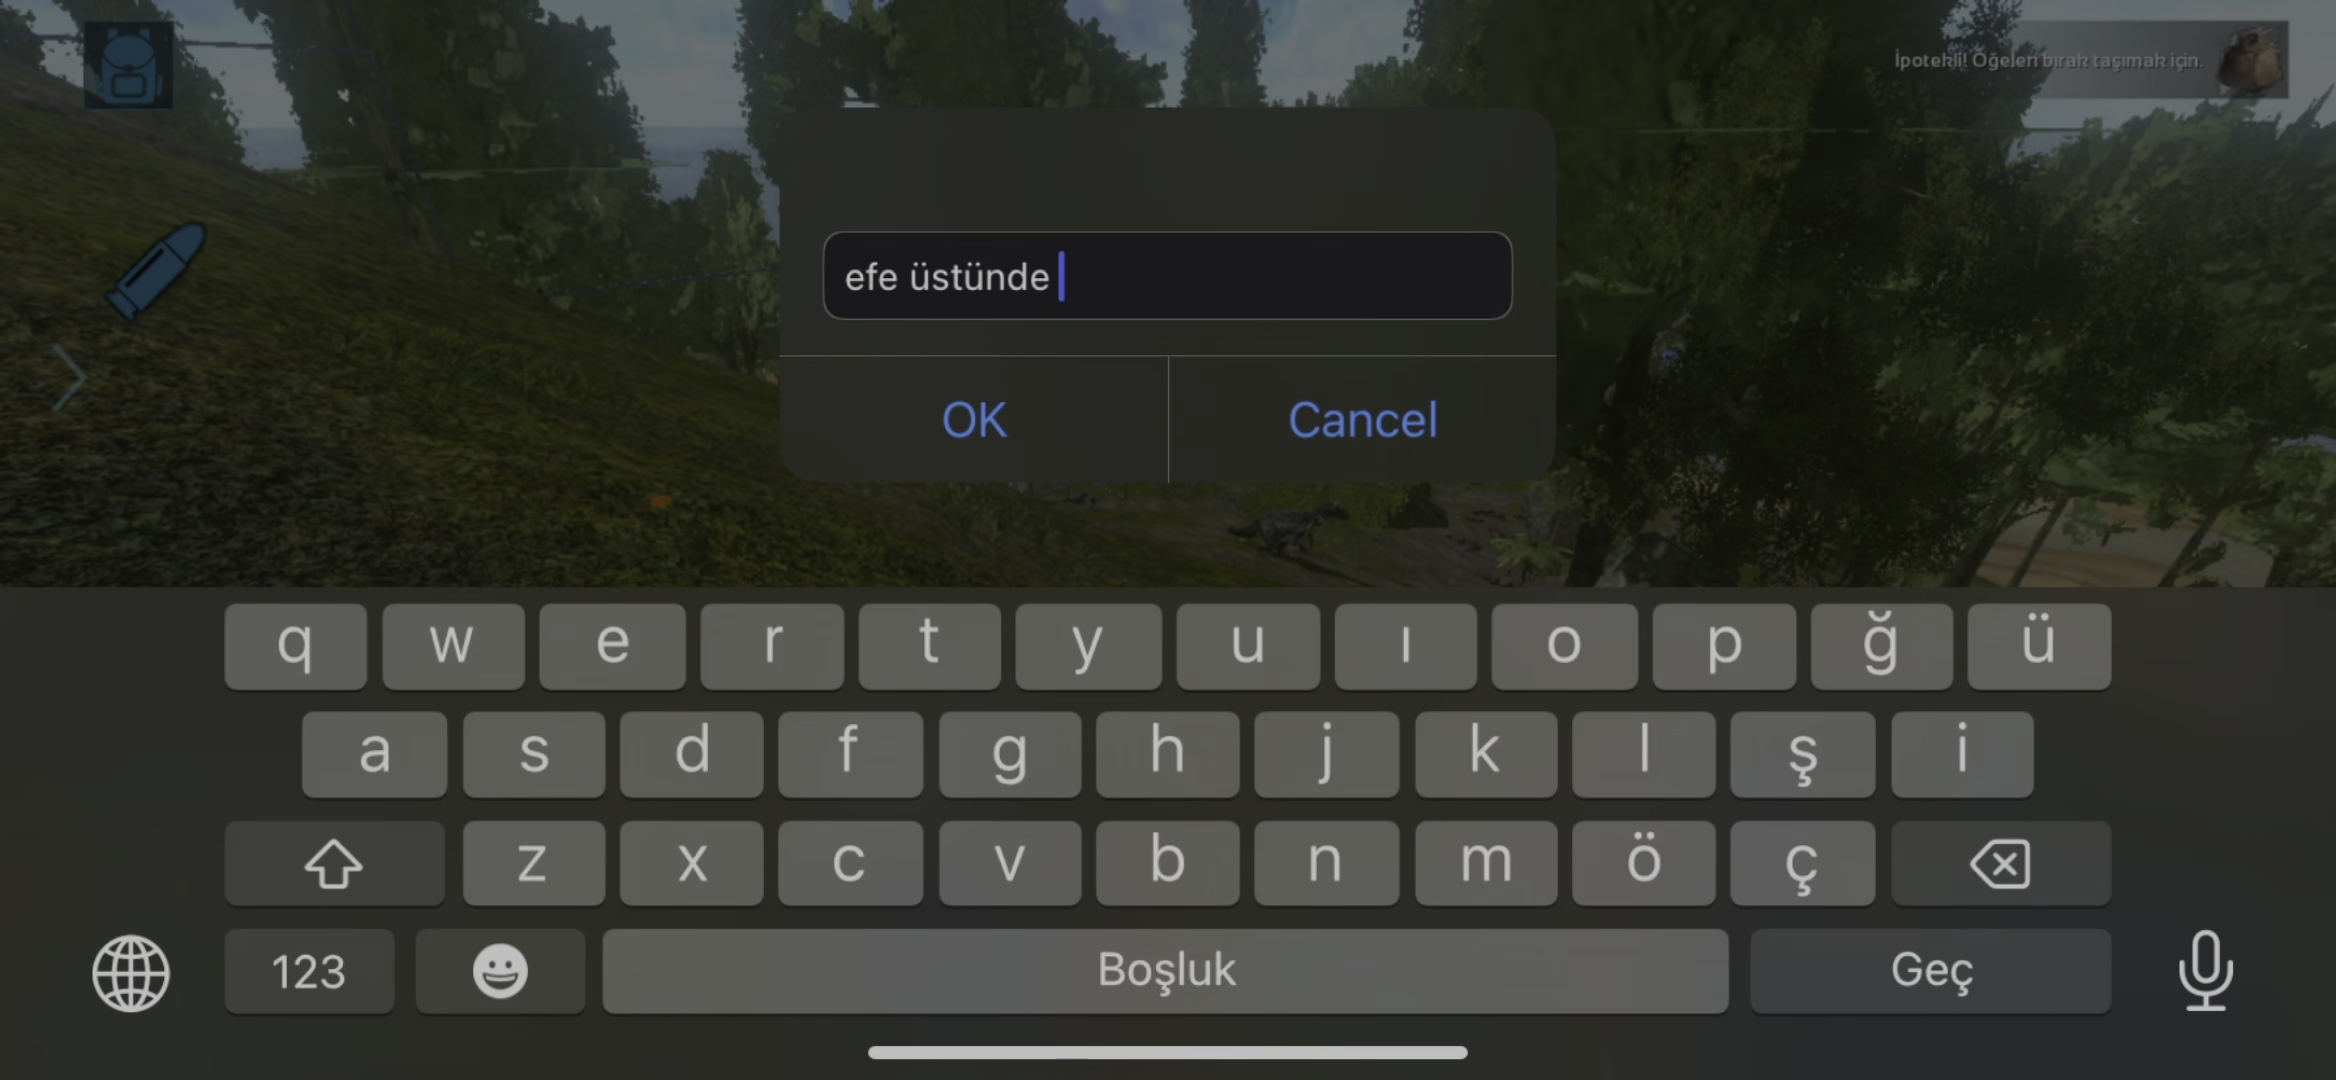 İpotekli! Öğeleri bırak taşımak için.
efe üstünde
OK Cancel
q w e r t y u ı o p ğ ü
a s d f g h j k l ş i
z x c v b n m ö ç
123 Boşluk Geç